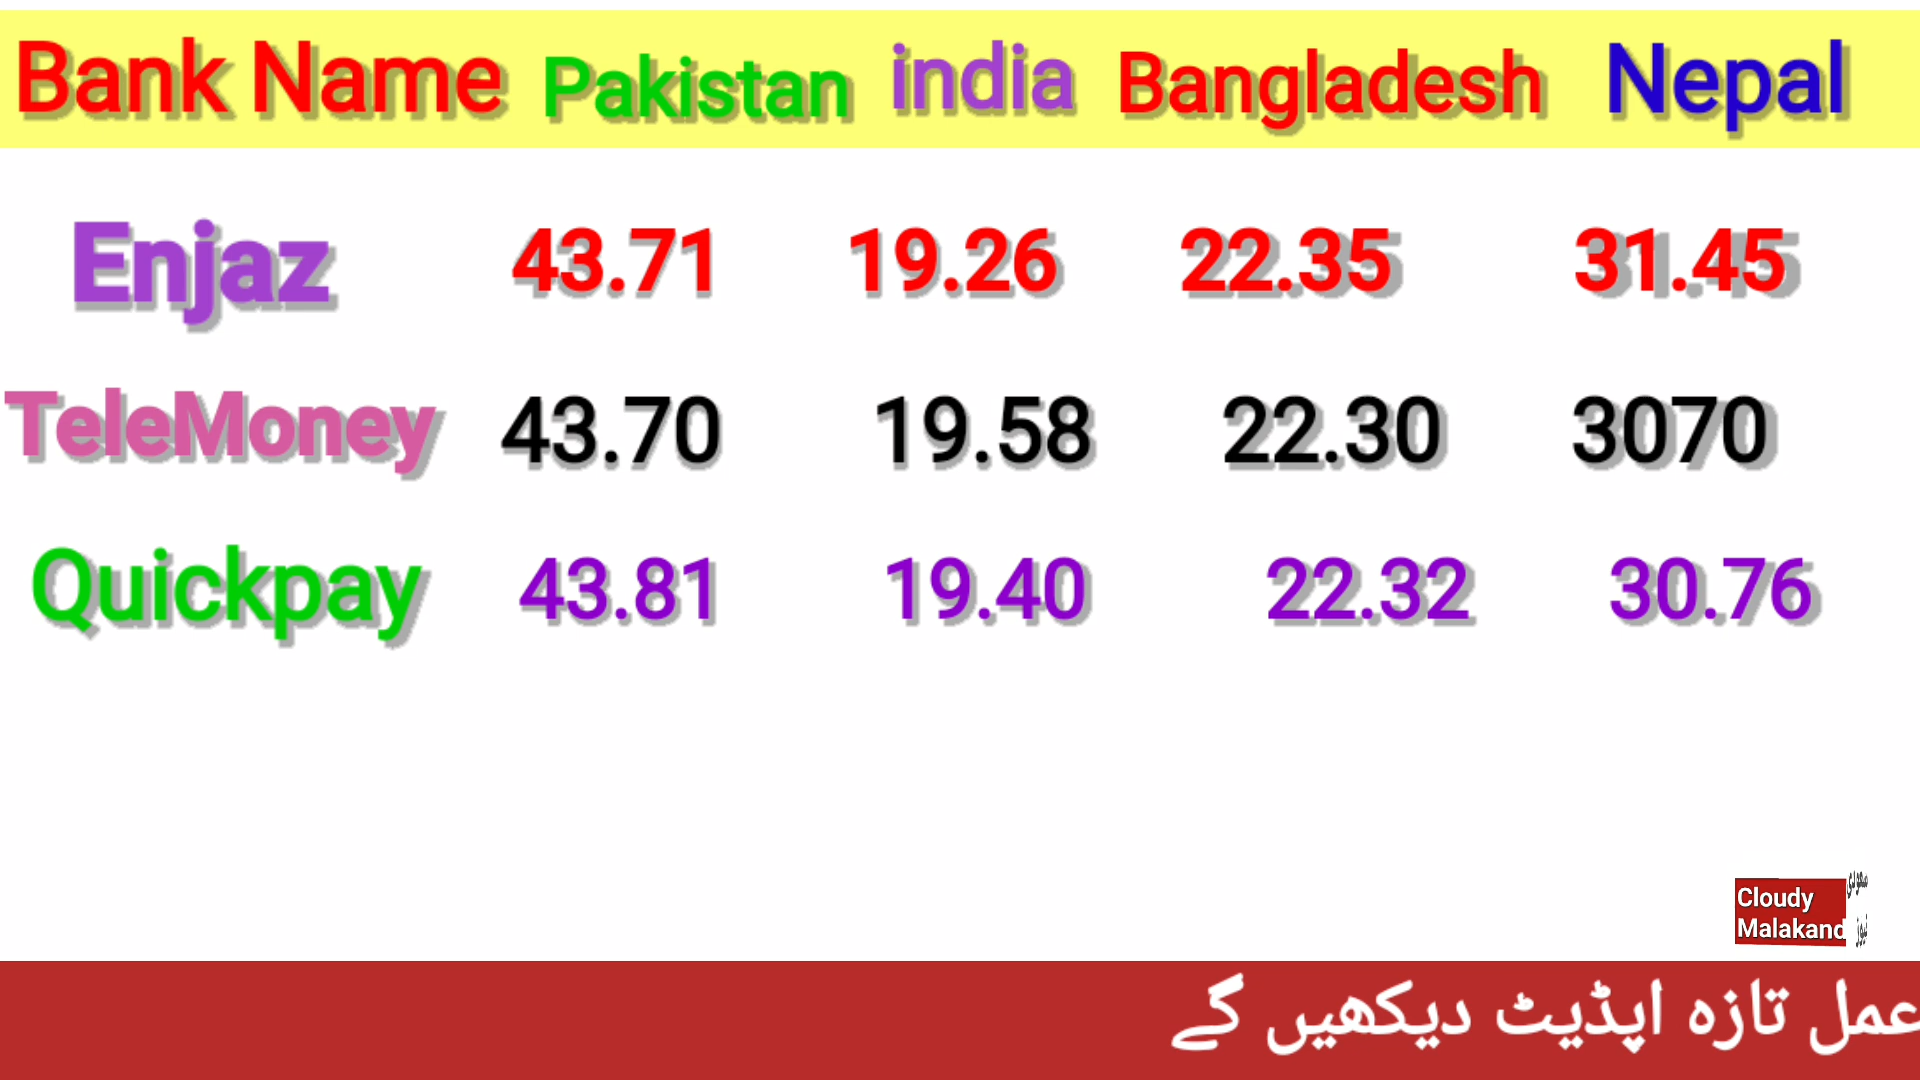 Bank Name Pakistan india Bangladesh Nepal
Enjaz 43.71 19.26 22.35 31.45
TeleMoney 43.70 19.58 22.30 3070
Quickpay 43.81 19.40 22.32 30.76
Cloudy سعودی
Malakand نیوز
عمل تازہ اپڈیٹ دیکھیں گے